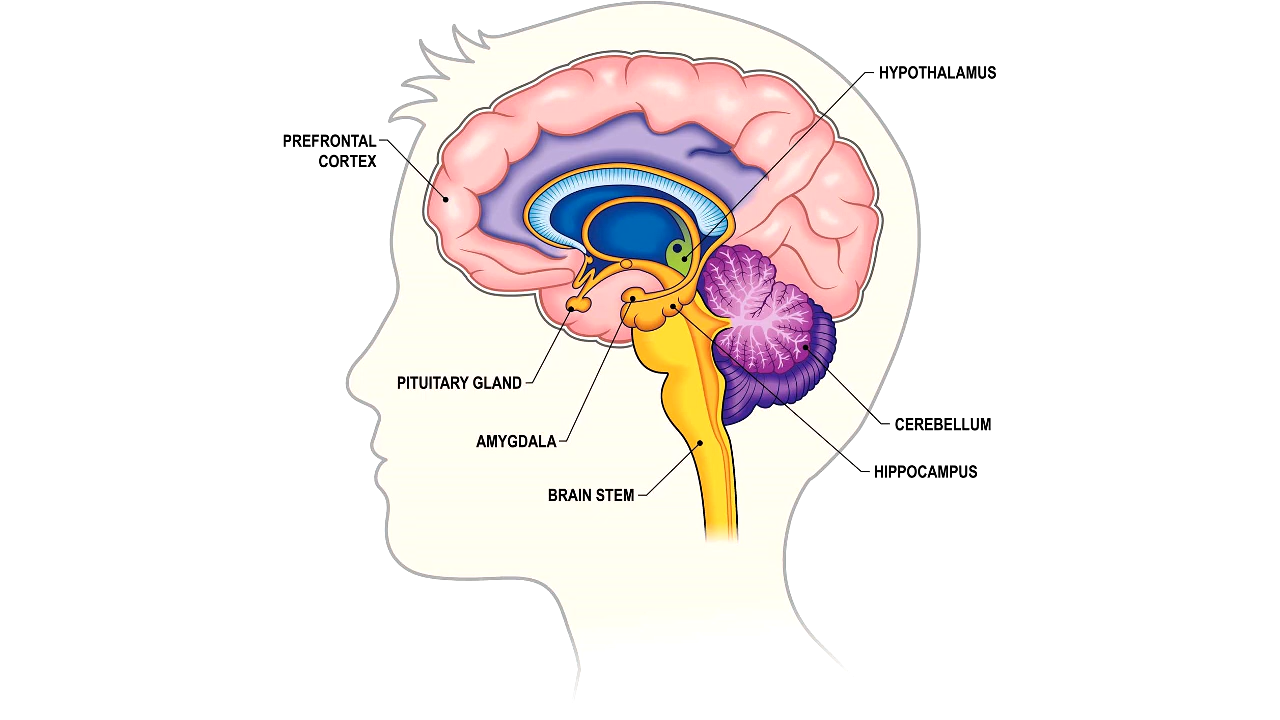 HYPOTHALAMUS
PREFRONTAL
CORTEX
PITUITARY GLAND
AMYGDALA
CEREBELLUM
HIPPOCAMPUS
BRAIN STEM